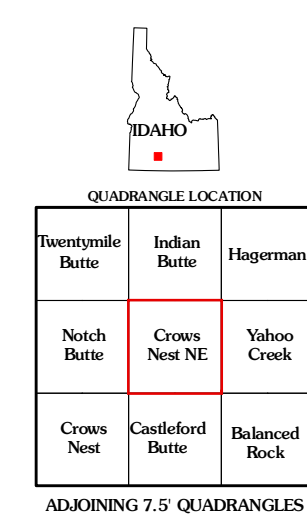 IDAHO
QUADRANGLE LOCATION
Twentymile
Butte
Indian
Butte
Hagerman
Notch
Butte
Crows
Nest NE
Yahoo
Creek
Crows
Nest
Castleford
Butte
Balanced
Rock
ADJOINING 7.5' QUADRANGLES